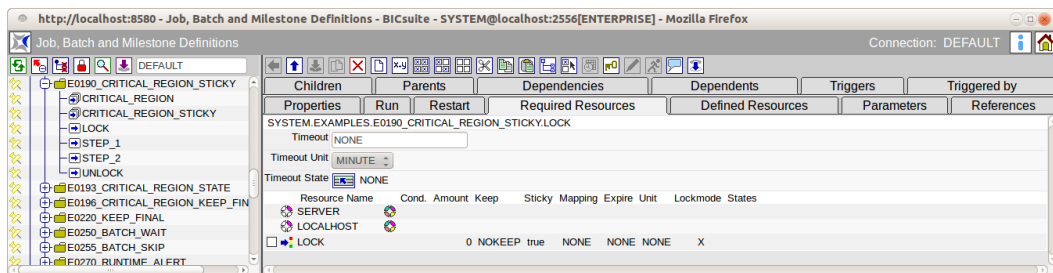 http://localhost:8580 - Job, Batch and Milestone Definitions - BICsuite - SYSTEM@localhost:2556[ENTERPRISE] - Mozilla Firefox
Job, Batch and Milestone Definitions
Connection: DEFAULT
DEFAULT
E0190_CRITICAL_REGION_STICKY
CRITICAL_REGION
CRITICAL_REGION_STICKY
LOCK
STEP_1
STEP_2
UNLOCK
E0193_CRITICAL_REGION_STATE
E0196_CRITICAL_REGION_KEEP_FIN
E0220_KEEP_FINAL
E0250_BATCH_WAIT
E0255_BATCH_SKIP
E0270_RUNTIME_ALERT
x.y
Children Parents Dependencies Dependents Triggers Triggered by
Properties Run Restart Required Resources Defined Resources Parameters References
SYSTEM.EXAMPLES.E0190_CRITICAL_REGION_STICKY.LOCK
Timeout NONE
Timeout Unit MINUTE
Timeout State NONE
Resource Name Cond. Amount Keep Sticky Mapping Expire Unit Lockmode States
SERVER
LOCALHOST
LOCK 0 NOKEEP true NONE NONE NONE X